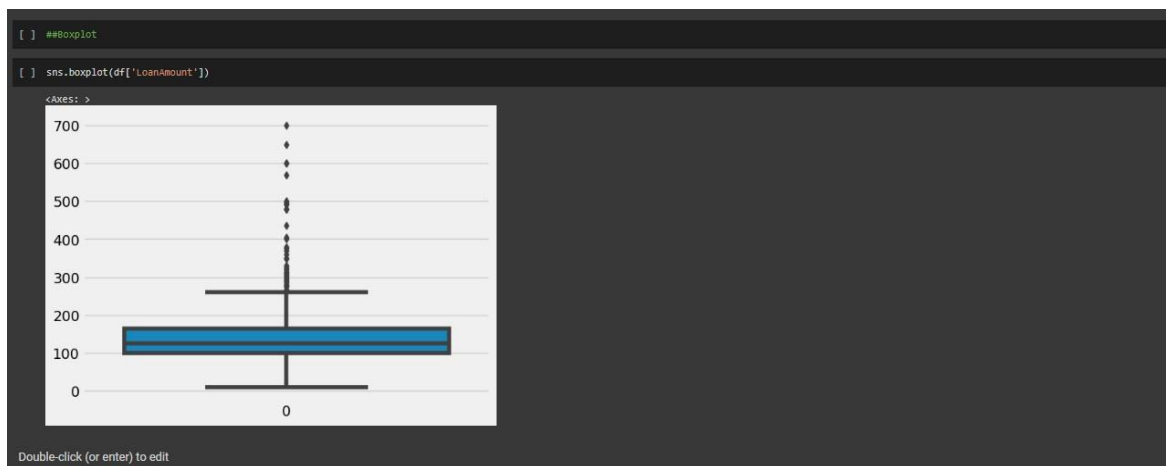 [ ] ##Boxplot
[ ] sns.boxplot(df['LoanAmount'])
<Axes: >
700
600
500
400
300
200
100
0
0
Double-click (or enter) to edit